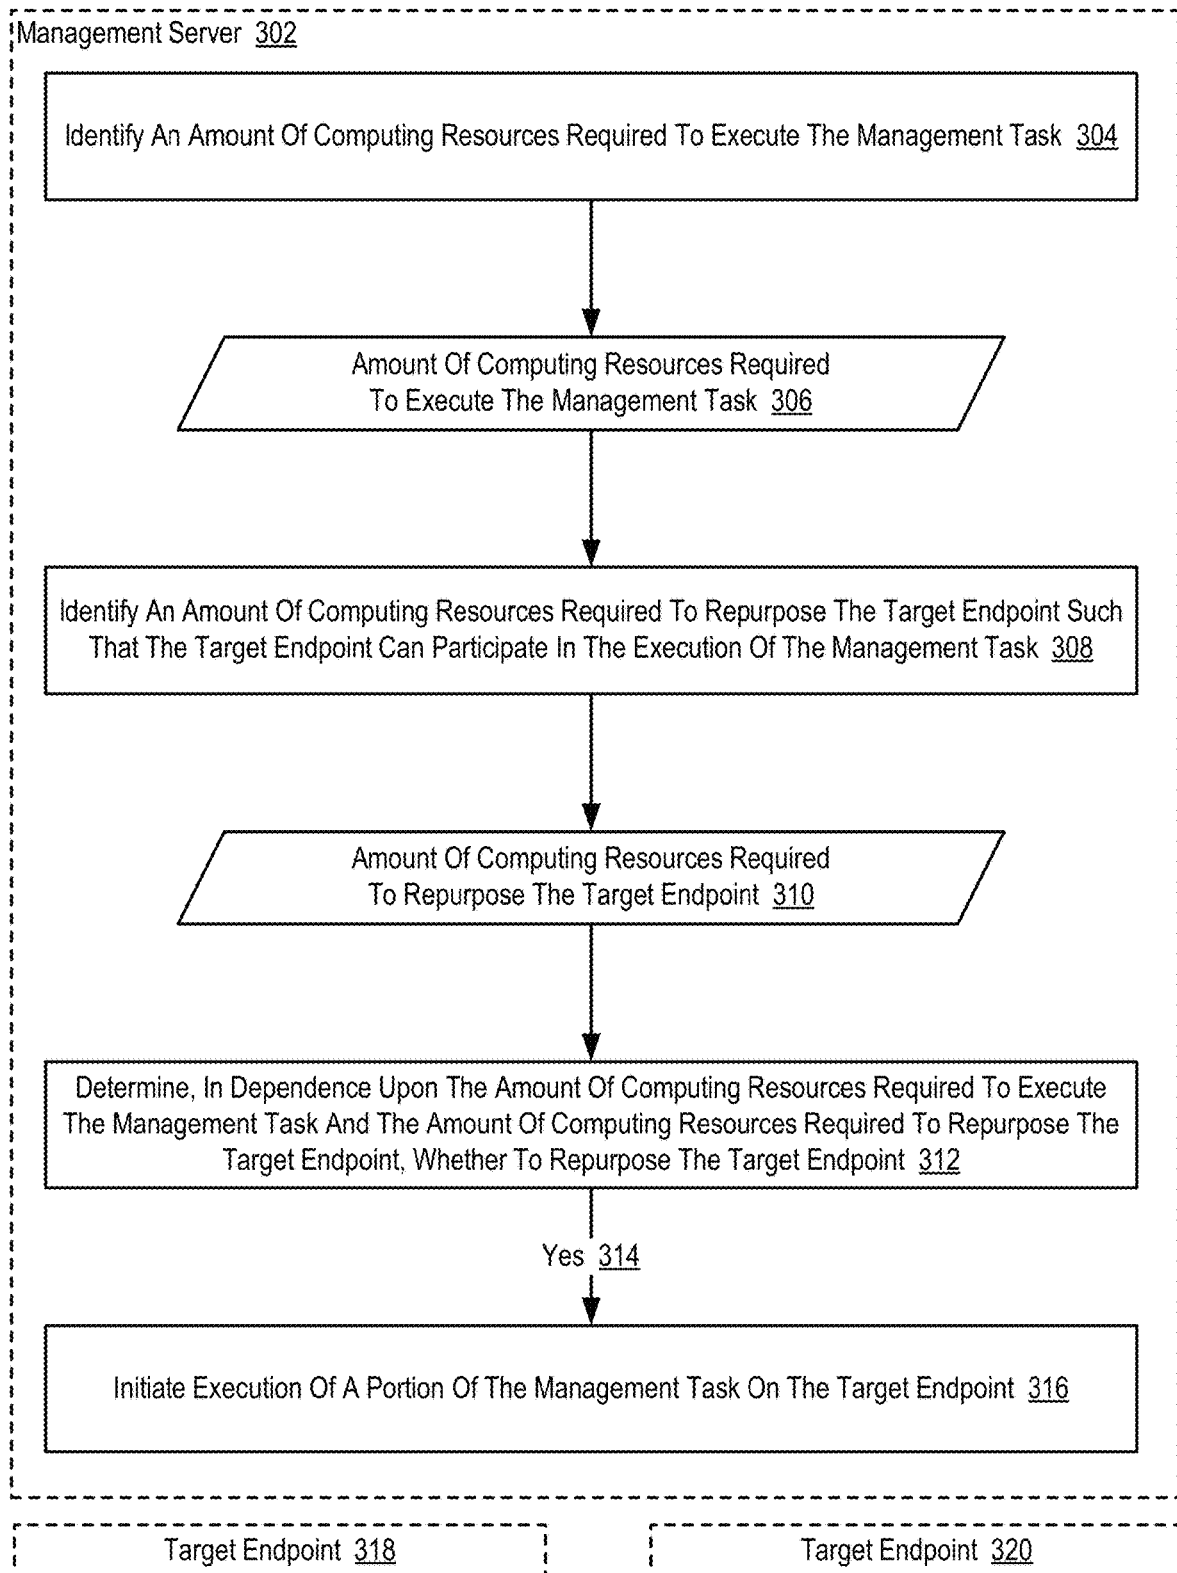 Management Server 302
Identify An Amount Of Computing Resources Required To Execute The Management Task 304
Amount Of Computing Resources Required
To Execute The Management Task 306
Identify An Amount Of Computing Resources Required To Repurpose The Target Endpoint Such
That The Target Endpoint Can Participate In The Execution Of The Management Task 308
Amount Of Computing Resources Required
To Repurpose The Target Endpoint 310
Determine, In Dependence Upon The Amount Of Computing Resources Required To Execute
The Management Task And The Amount Of Computing Resources Required To Repurpose The
Target Endpoint, Whether To Repurpose The Target Endpoint 312
Yes 314
Initiate Execution Of A Portion Of The Management Task On The Target Endpoint 316
Target Endpoint 318
Target Endpoint 320